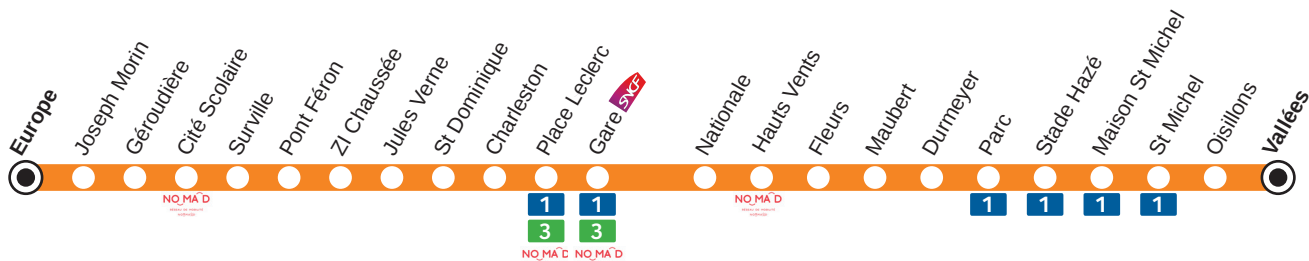 Europe
Joseph Morin
Géroudière
Cité Scolaire
Surville
Pont Féron
ZI Chaussée
Jules Verne
St Dominique
Charleston
Place Leclerc
Gare SNCF
Nationale
Hauts Vents
Fleurs
Maubert
Durmeyer
Parc
Stade Hazé
Maison St Michel
St Michel
Oisillons
Vallées
NOMAD
NOMAD
1 1 1 1 1 1
3 3
NOMAD NOMAD